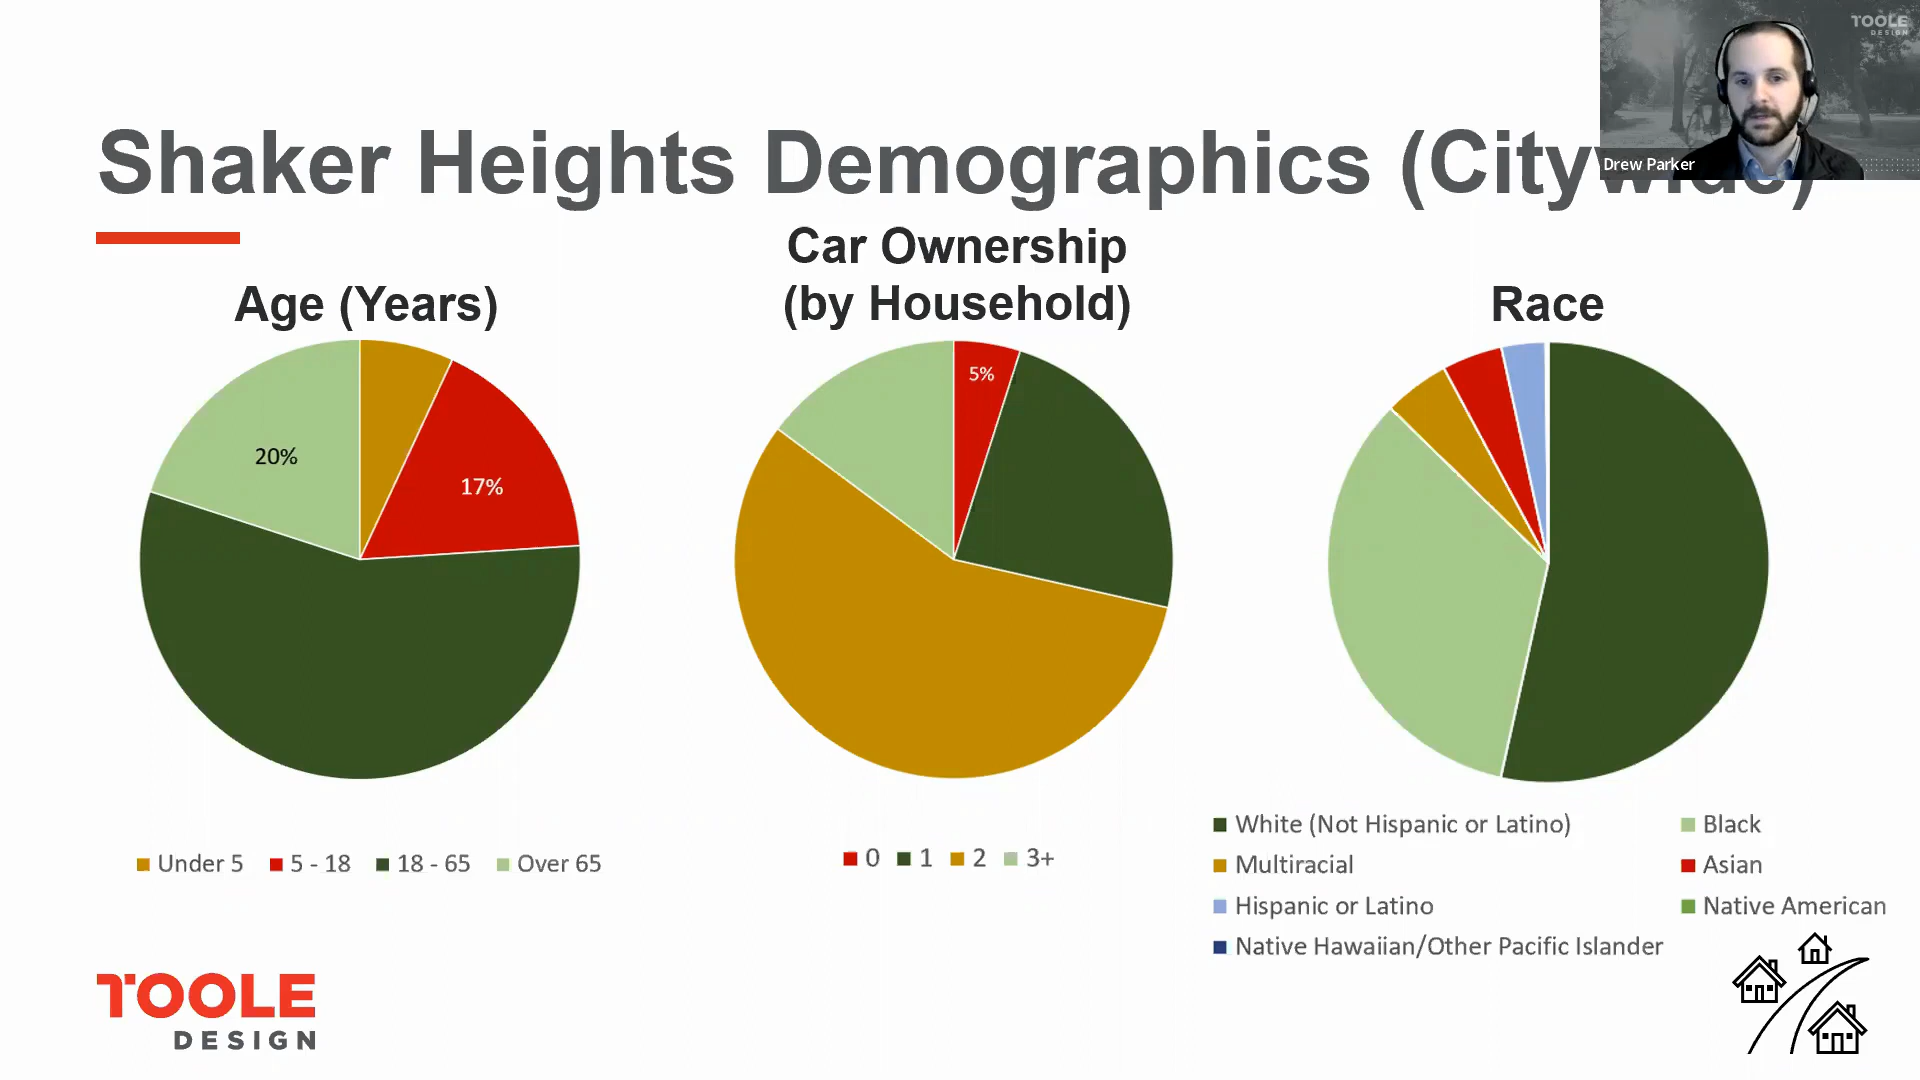 TOOLE
DESIGN
Drew Parker
Shaker Heights Demographics (Citywide)
Age (Years)
Car Ownership
(by Household)
Race
20%
17%
5%
Under 5 5 - 18 18 - 65 Over 65
0 1 2 3+
White (Not Hispanic or Latino) Black
Multiracial Asian
Hispanic or Latino Native American
Native Hawaiian/Other Pacific Islander
TOOLE
DESIGN